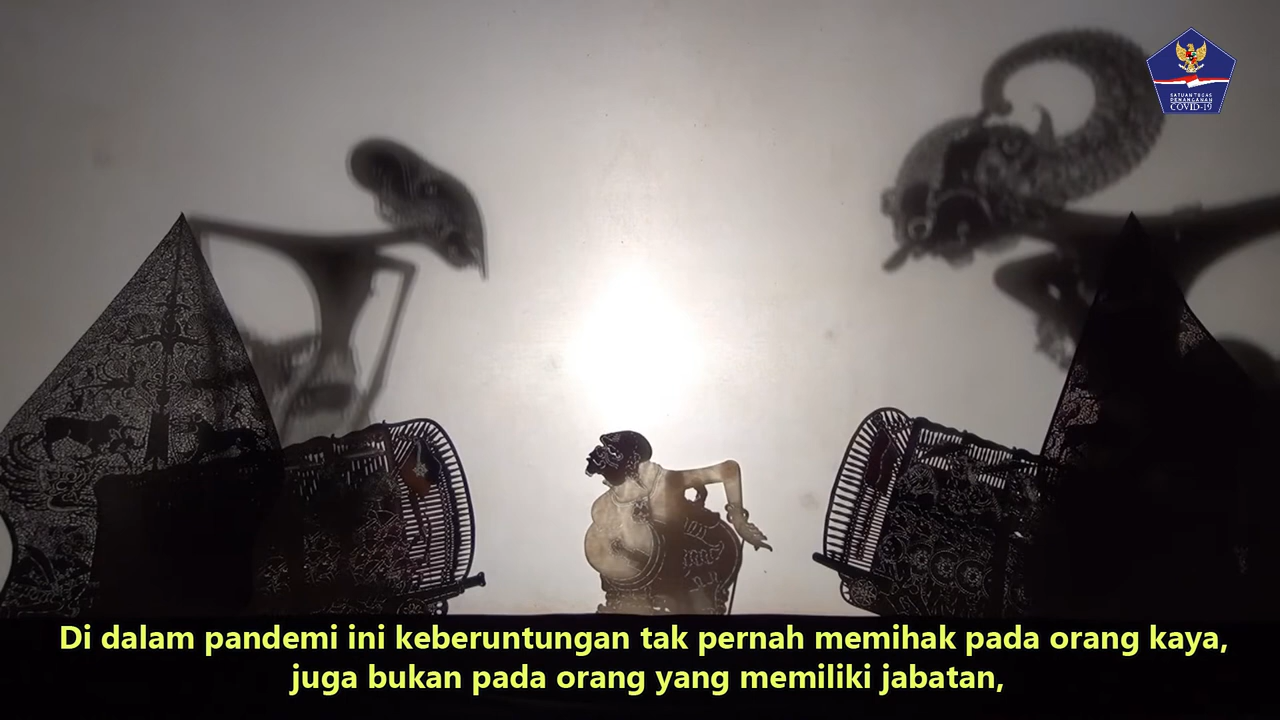 SATUAN TUGAS
PENANGANAN
COVID-19
Di dalam pandemi ini keberuntungan tak pernah memihak pada orang kaya,
juga bukan pada orang yang memiliki jabatan,